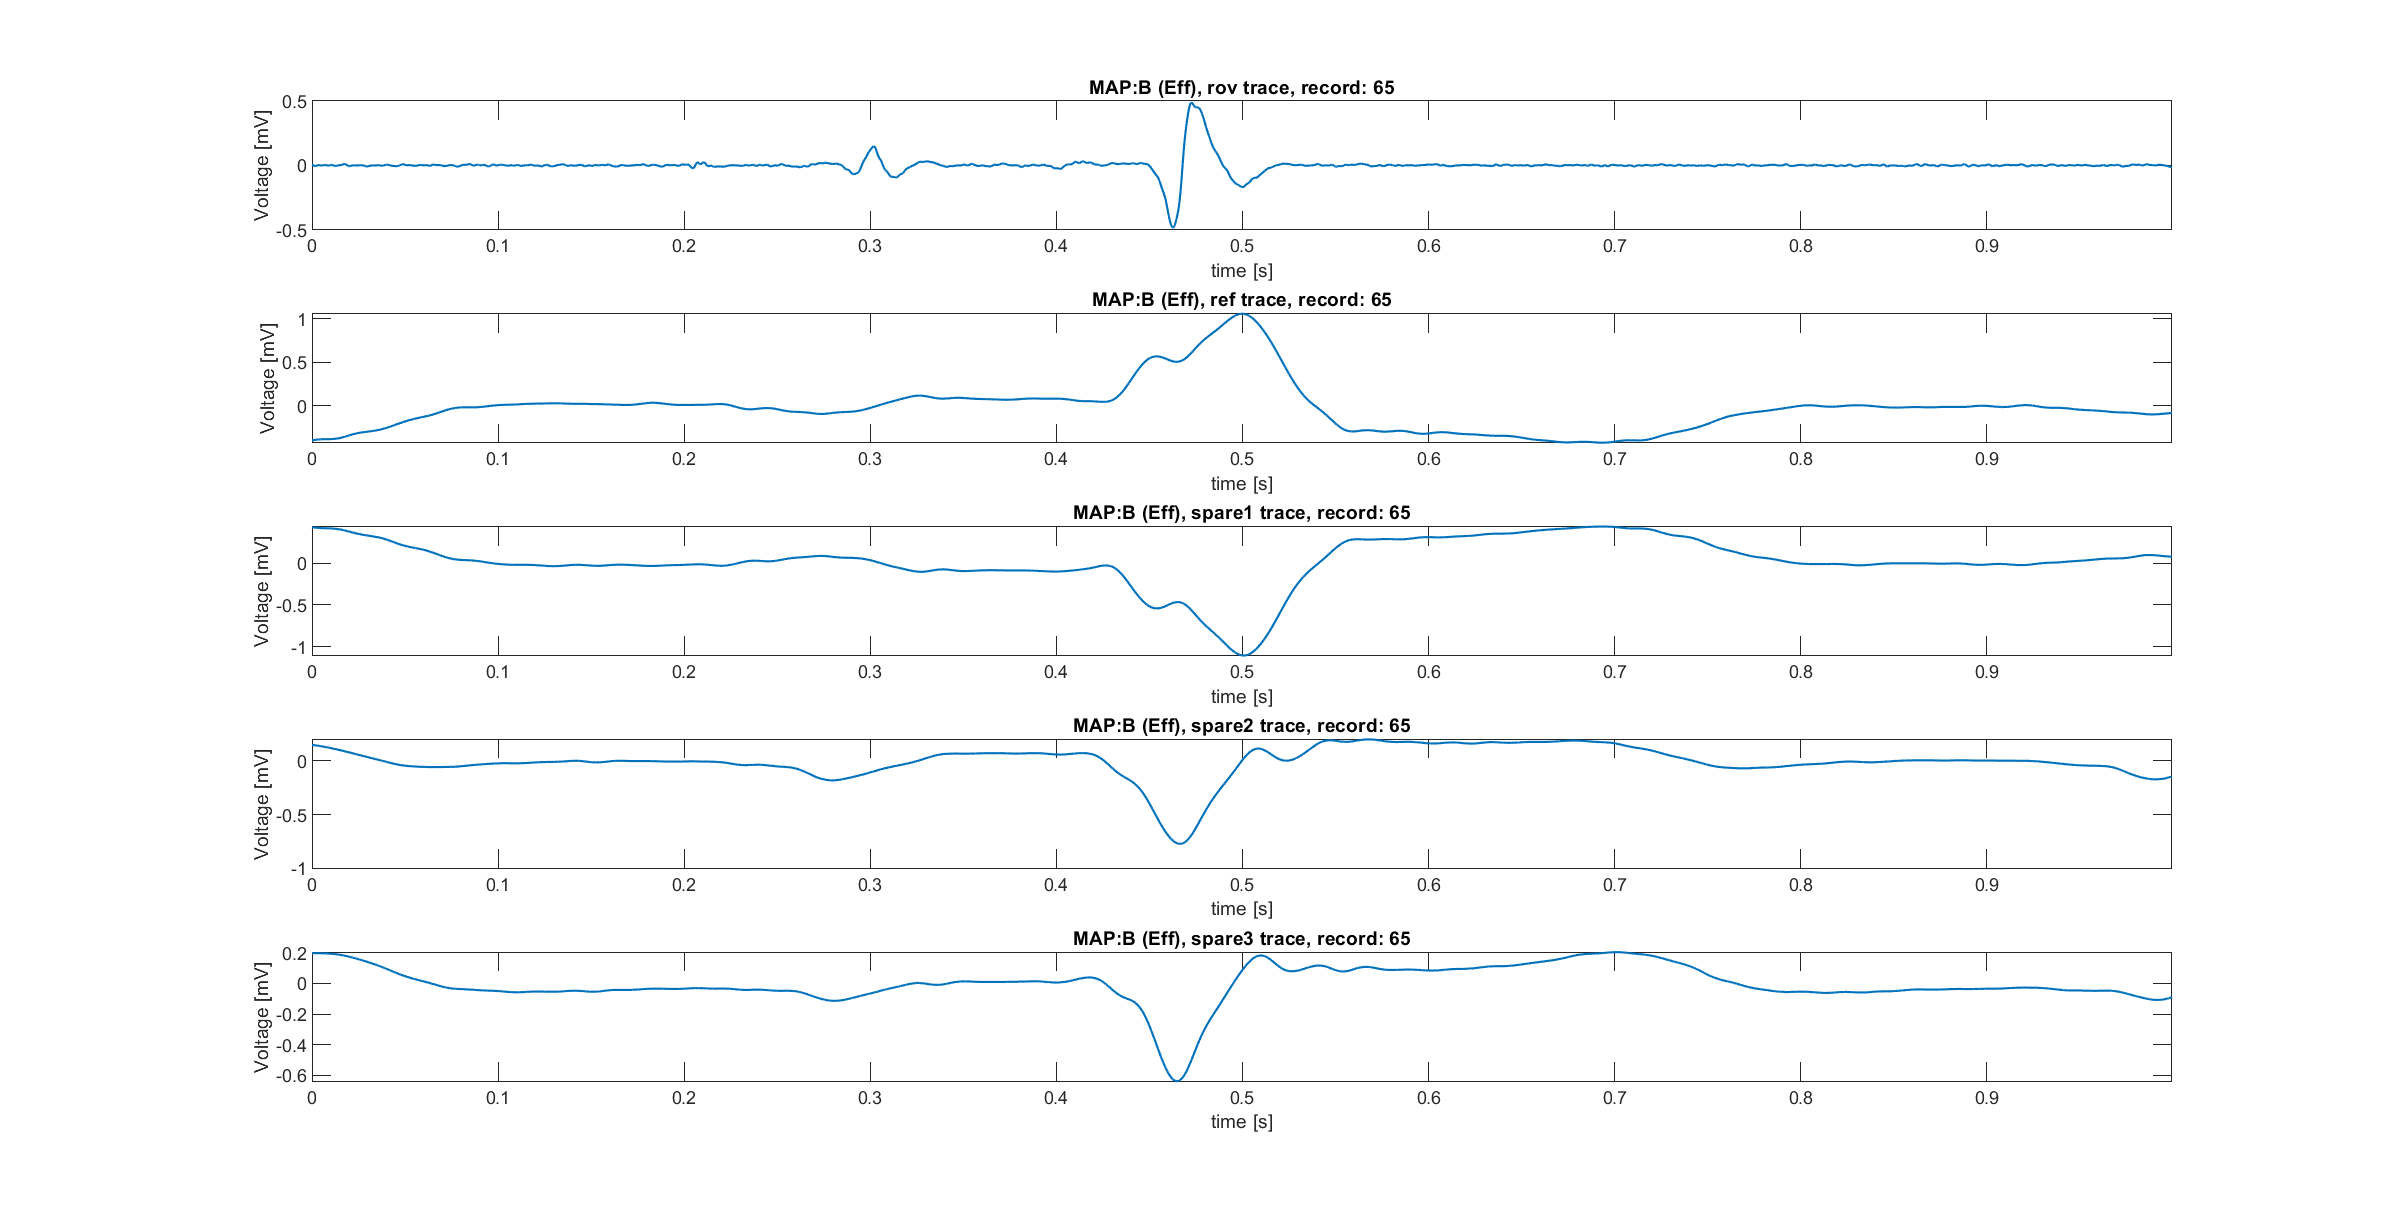 MAP:B (Eff), rov trace, record: 65
Voltage [mV]
0.5
0
-0.5
0 0.1 0.2 0.3 0.4 0.5 0.6 0.7 0.8 0.9
time [s]
MAP:B (Eff), ref trace, record: 65
Voltage [mV]
1
0.5
0
0 0.1 0.2 0.3 0.4 0.5 0.6 0.7 0.8 0.9
time [s]
MAP:B (Eff), spare1 trace, record: 65
Voltage [mV]
0
-0.5
-1
0 0.1 0.2 0.3 0.4 0.5 0.6 0.7 0.8 0.9
time [s]
MAP:B (Eff), spare2 trace, record: 65
Voltage [mV]
0
-0.5
-1
0 0.1 0.2 0.3 0.4 0.5 0.6 0.7 0.8 0.9
time [s]
MAP:B (Eff), spare3 trace, record: 65
Voltage [mV]
0.2
0
-0.2
-0.4
-0.6
0 0.1 0.2 0.3 0.4 0.5 0.6 0.7 0.8 0.9
time [s]